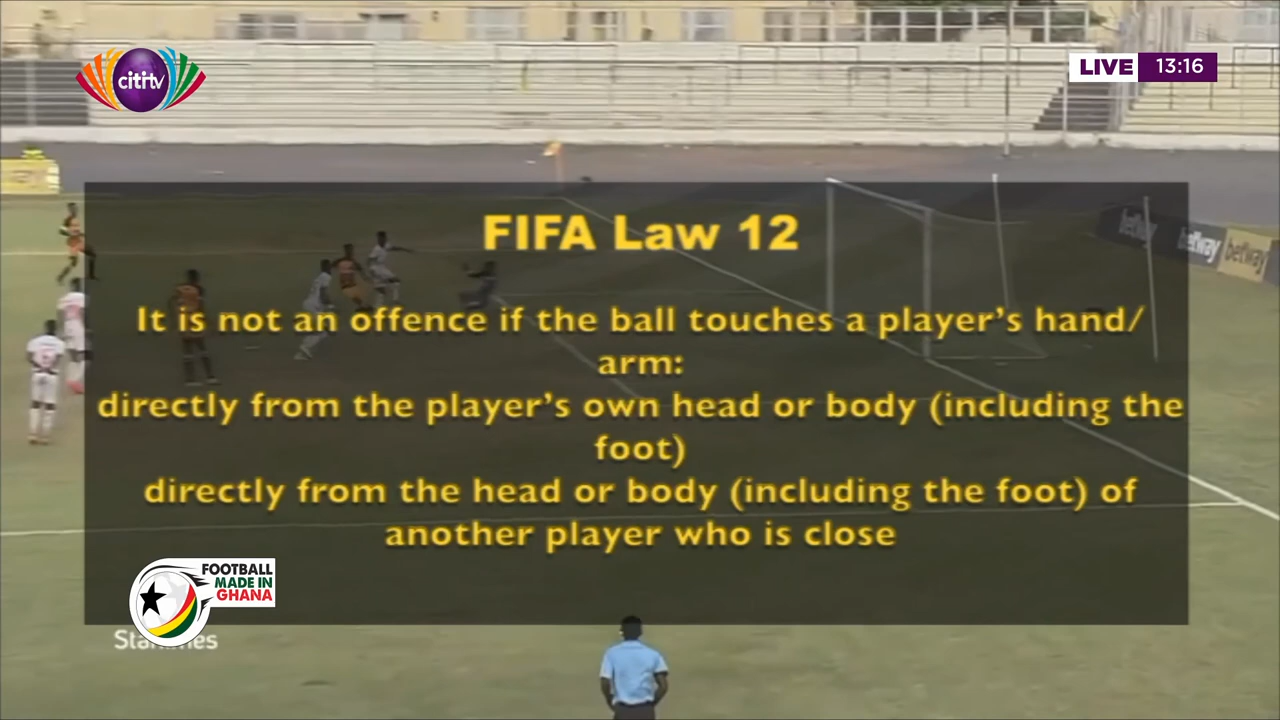 citi tv
LIVE 13:16
FIFA Law 12
It is not an offence if the ball touches a player’s hand/
arm:
directly from the player’s own head or body (including the
foot)
directly from the head or body (including the foot) of
another player who is close
betway
betway
betway
FOOTBALL
MADE IN
GHANA